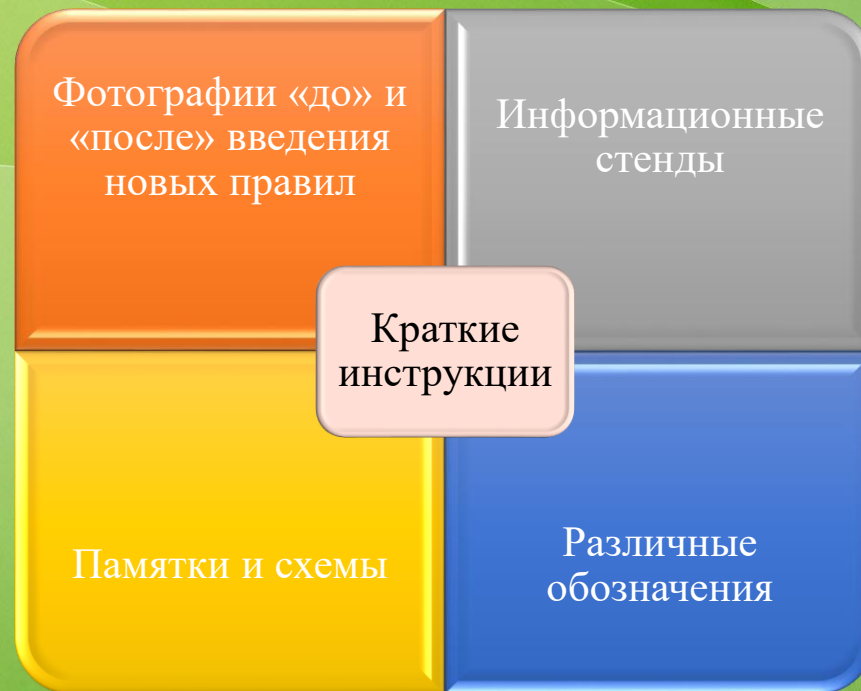 Фотографии «до» и
«после» введения
новых правил
Информационные
стенды
Краткие
инструкции
Памятки и схемы
Различные
обозначения